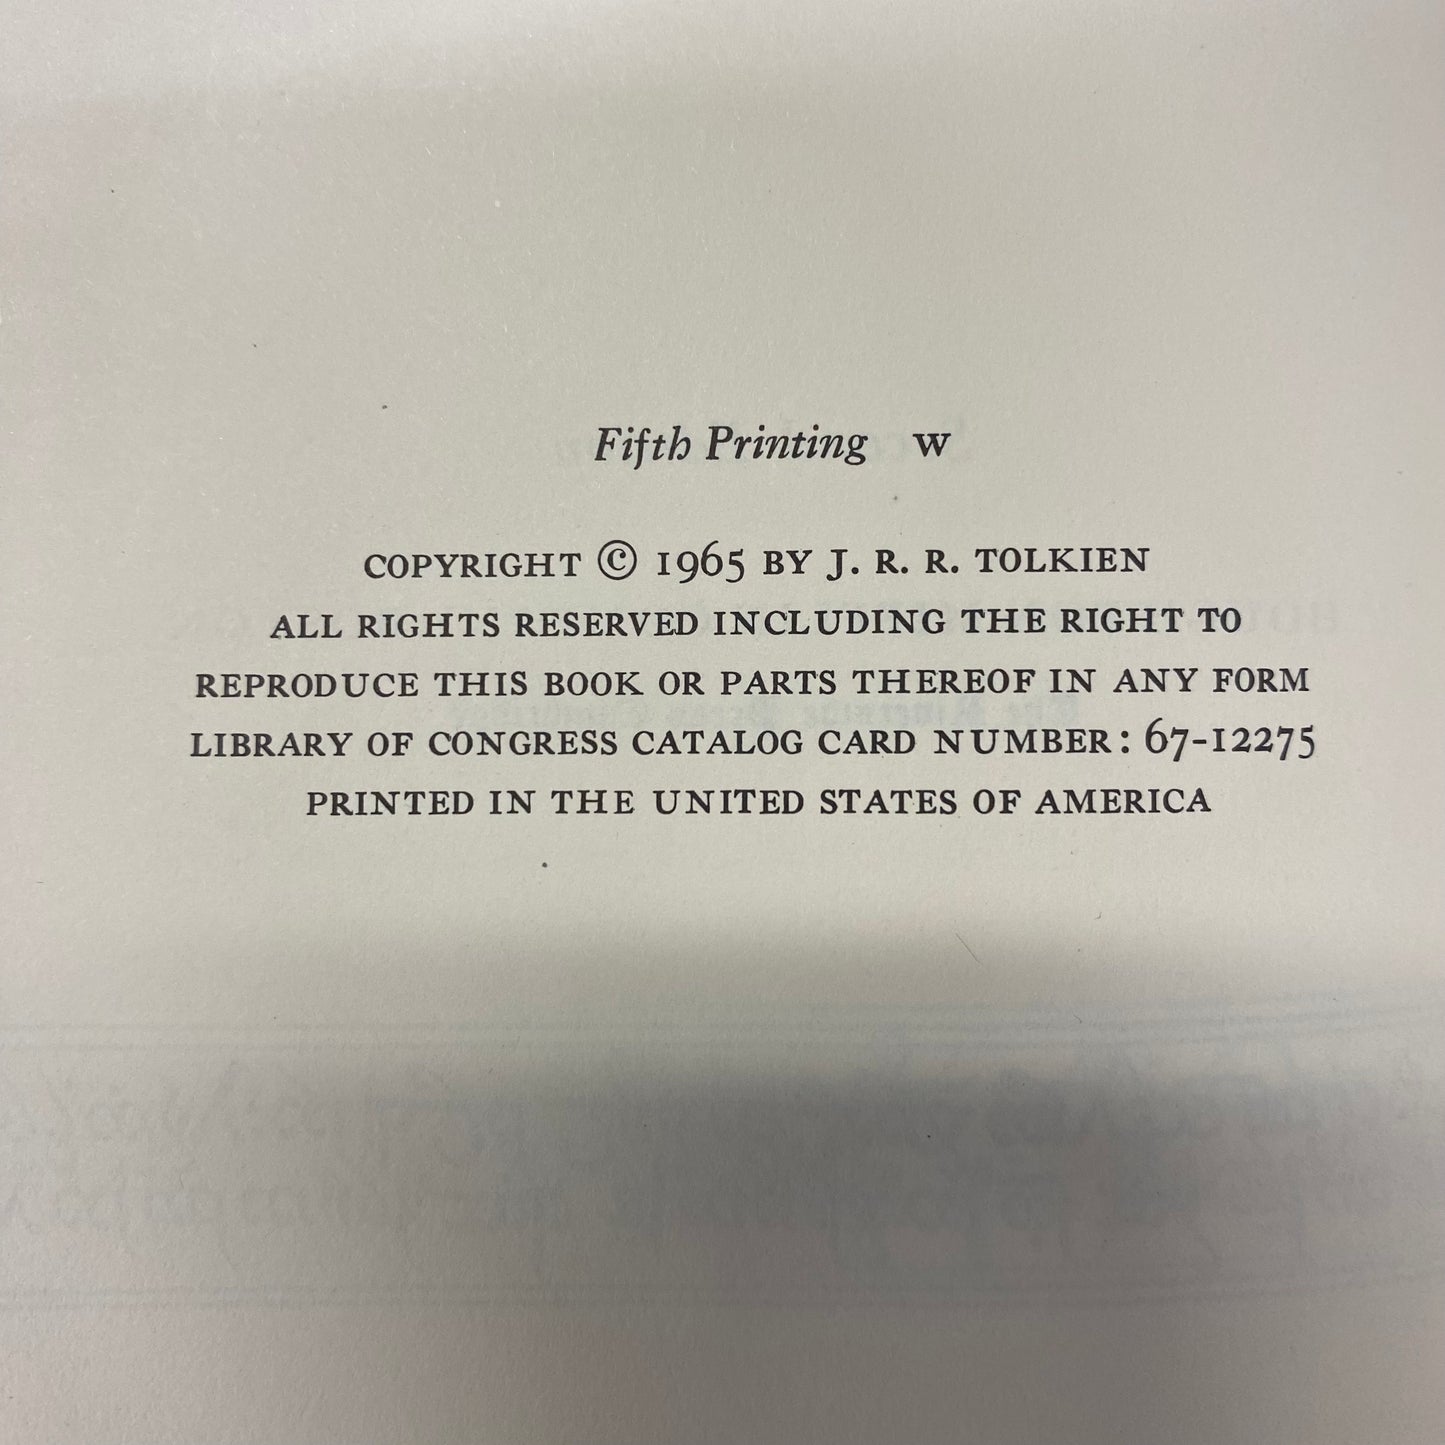 Fifth Printing W
COPYRIGHT © 1965 BY J. R. R. TOLKIEN
ALL RIGHTS RESERVED INCLUDING THE RIGHT TO
REPRODUCE THIS BOOK OR PARTS THEREOF IN ANY FORM
LIBRARY OF CONGRESS CATALOG CARD NUMBER: 67-12275
PRINTED IN THE UNITED STATES OF AMERICA